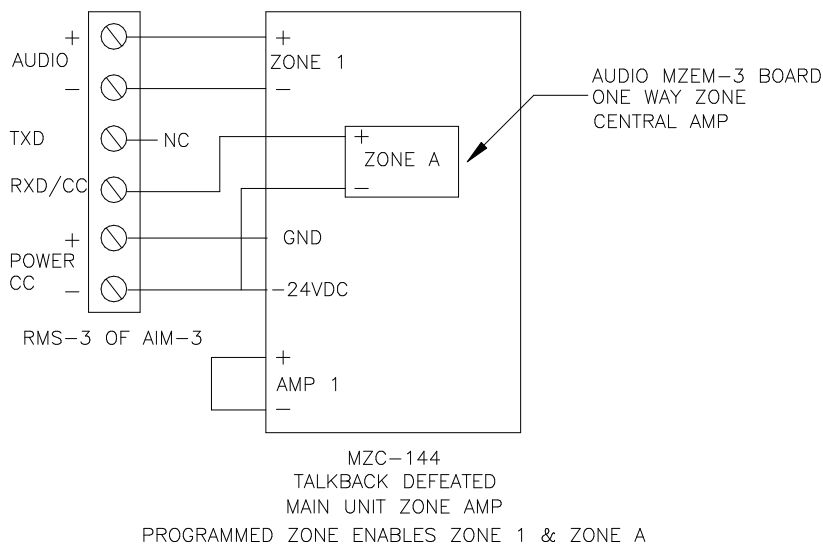 +
AUDIO
−
TXD
NC
RXD/CC
+
POWER
CC
−
RMS−3 OF AIM−3
+
ZONE 1
−
+
ZONE A
−
GND
−24VDC
+
AMP 1
−
AUDIO MZEM−3 BOARD
ONE WAY ZONE
CENTRAL AMP
MZC−144
TALKBACK DEFEATED
MAIN UNIT ZONE AMP
PROGRAMMED ZONE ENABLES ZONE 1 & ZONE A